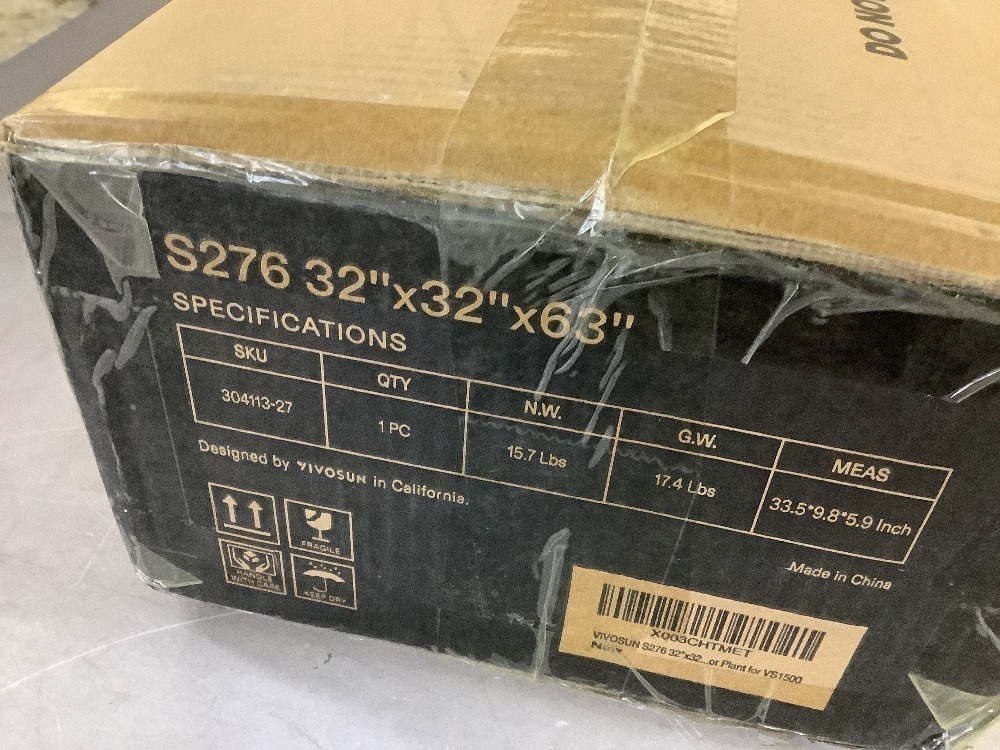 DO NO
S276 32"x32"x63"
SPECIFICATIONS
SKU QTY N.W. G.W. MEAS
304113-27 1 PC 15.7 Lbs 17.4 Lbs 33.5*9.8*5.9 Inch
Designed by VIVOSUN in California.
Made in China
FRAGILE
HANDLE
WITH CARE
KEEP DRY
X003CHTMET
VIVOSUN S276 32"x32...or Plant for VS1500
New